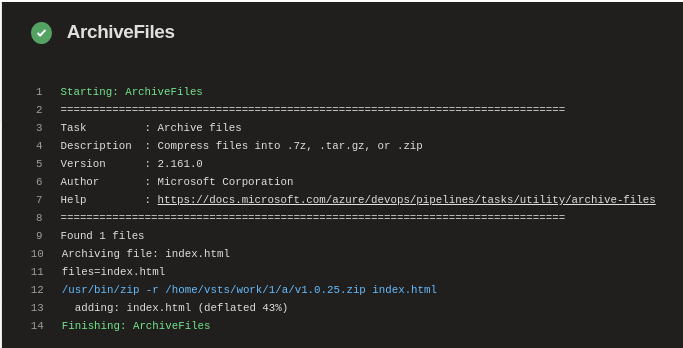 ArchiveFiles
1 Starting: ArchiveFiles
2 ==============================================================================
3 Task : Archive files
4 Description : Compress files into .7z, .tar.gz, or .zip
5 Version : 2.161.0
6 Author : Microsoft Corporation
7 Help : https://docs.microsoft.com/azure/devops/pipelines/tasks/utility/archive-files
8 ==============================================================================
9 Found 1 files
10 Archiving file: index.html
11 files=index.html
12 /usr/bin/zip -r /home/vsts/work/1/a/v1.0.25.zip index.html
13 adding: index.html (deflated 43%)
14 Finishing: ArchiveFiles